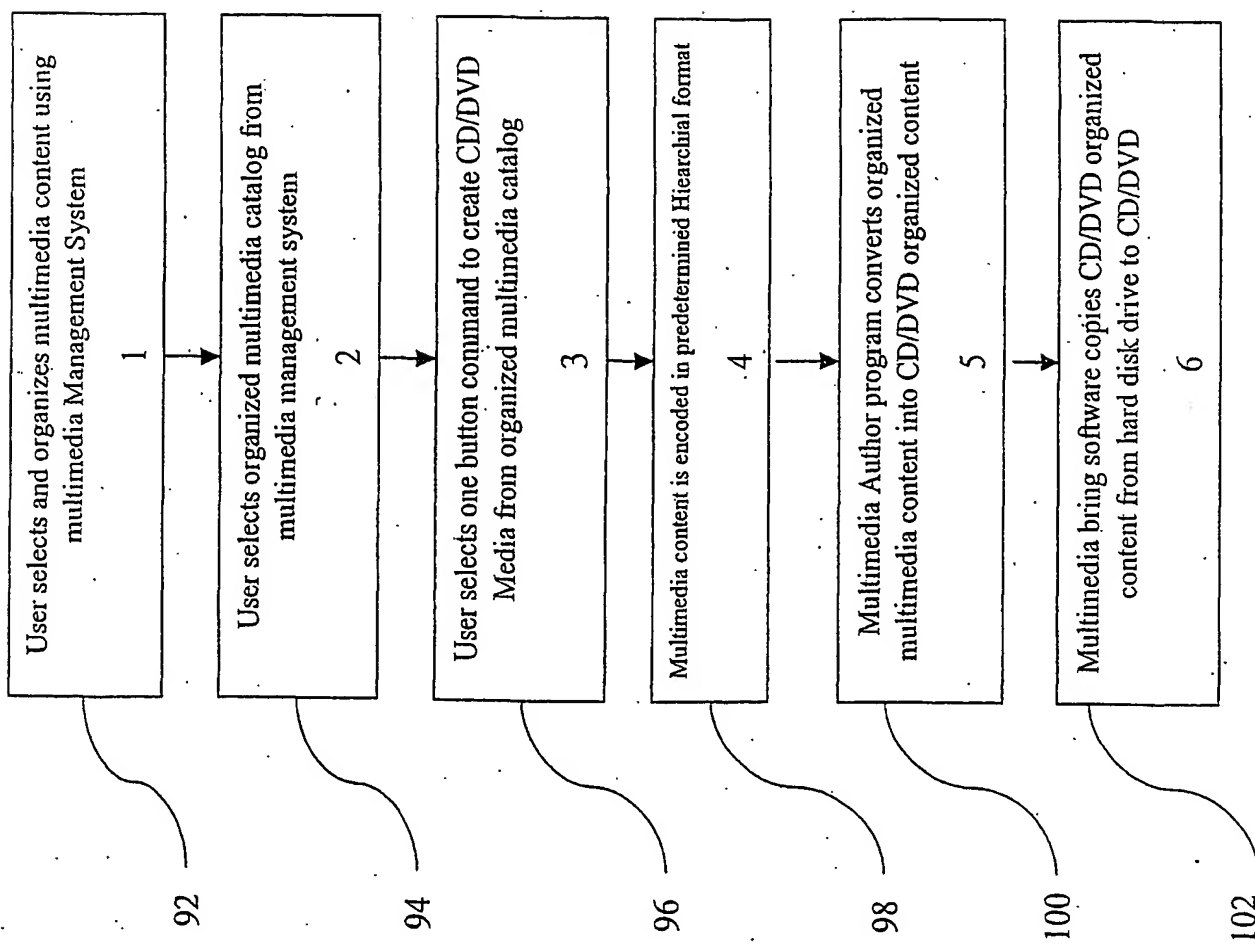 User selects and organizes multimedia content using
multimedia Management System
1
92
User selects organized multimedia catalog from
multimedia management system
2
94
User selects one button command to create CD/DVD
Media from organized multimedia catalog
3
96
Multimedia content is encoded in predetermined Hiearchial format
4
98
Multimedia Author program converts organized
multimedia content into CD/DVD organized content
5
100
Multimedia bring software copies CD/DVD organized
content from hard disk drive to CD/DVD
6
102